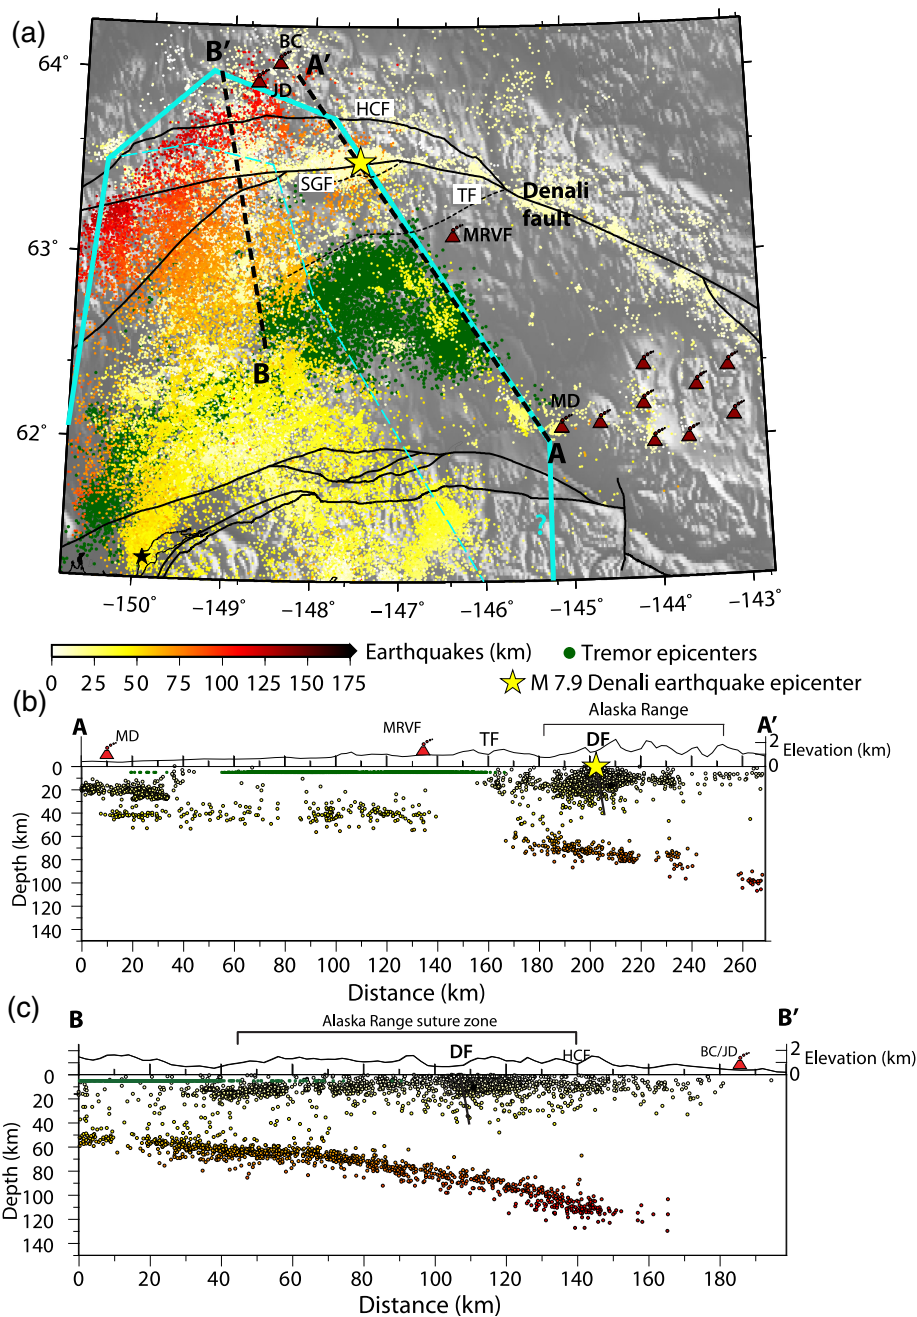 (a)
B'
BC
A'
JD
HCF
64°
SGF
TF
Denali
fault
MRVF
63°
B
MD
A
62°
?
−150° −149° −148° −147° −146° −145° −144° −143°
0 25 50 75 100 125 150 175 Earthquakes (km)
Tremor epicenters
M 7.9 Denali earthquake epicenter
(b)
A
A'
Alaska Range
MD
MRVF
TF
DF
2
0
Elevation (km)
0
20
40
60
80
100
120
140
Depth (km)
0 20 40 60 80 100 120 140 160 180 200 220 240 260
Distance (km)
(c)
B
B'
Alaska Range suture zone
DF
HCF
BC/JD
2
0
Elevation (km)
0
20
40
60
80
100
120
140
Depth (km)
0 20 40 60 80 100 120 140 160 180
Distance (km)